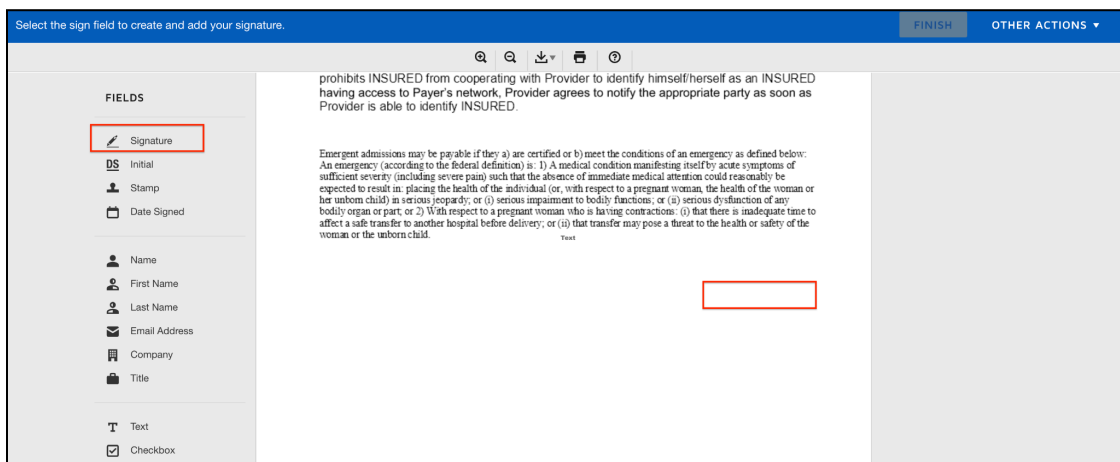 Select the sign field to create and add your signature.
FINISH
OTHER ACTIONS
FIELDS
Signature
DS Initial
Stamp
Date Signed
Name
First Name
Last Name
Email Address
Company
Title
T Text
Checkbox
prohibits INSURED from cooperating with Provider to identify himself/herself as an INSURED
having access to Payer's network, Provider agrees to notify the appropriate party as soon as
Provider is able to identify INSURED.
Emergent admissions may be payable if they a) are certified or b) meet the conditions of an emergency as defined below:
An emergency (according to the federal definition) is: 1) A medical condition manifesting itself by acute symptoms of
sufficient severity (including severe pain) such that the absence of immediate medical attention could reasonably be
expected to result in: placing the health of the individual (or, with respect to a pregnant woman, the health of the woman or
her unborn child) in serious jeopardy; or (i) serious impairment to bodily functions; or (ii) serious dysfunction of any
bodily organ or part; or 2) With respect to a pregnant woman who is having contractions: (i) that there is inadequate time to
affect a safe transfer to another hospital before delivery; or (ii) that transfer may pose a threat to the health or safety of the
woman or the unborn child.
Text